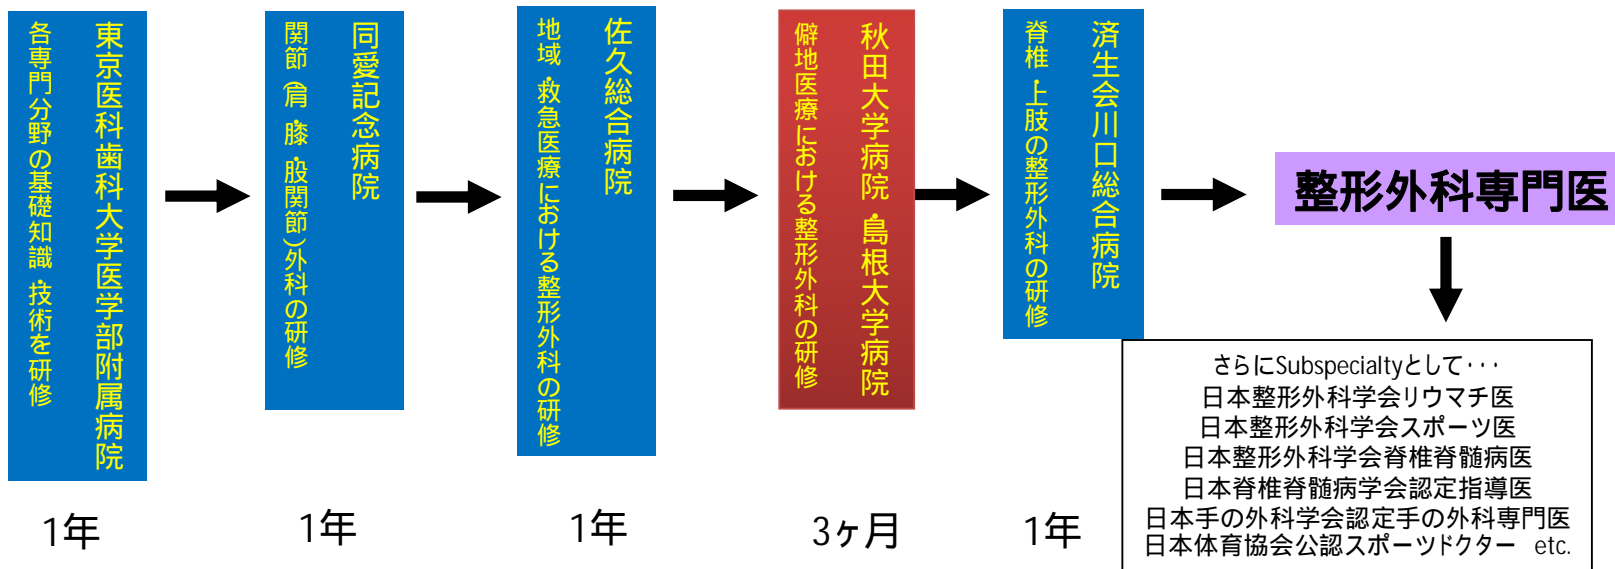 東京医科歯科大学医学部附属病院
各専門分野の基礎知識・技術を研修
同愛記念病院
関節(肩・膝・股関節)外科の研修
佐久総合病院
地域・救急医療における整形外科の研修
秋田大学病院・島根大学病院
僻地医療における整形外科の研修
済生会川口総合病院
脊椎・上肢の整形外科の研修
整形外科専門医
さらにSubspecialtyとして・・・
日本整形外科学会リウマチ医
日本整形外科学会スポーツ医
日本整形外科学会脊椎脊髄病医
日本脊椎脊髄病学会認定指導医
日本手の外科学会認定手の外科専門医
日本体育協会公認スポーツドクター etc.
1年
1年
1年
3ヶ月
1年